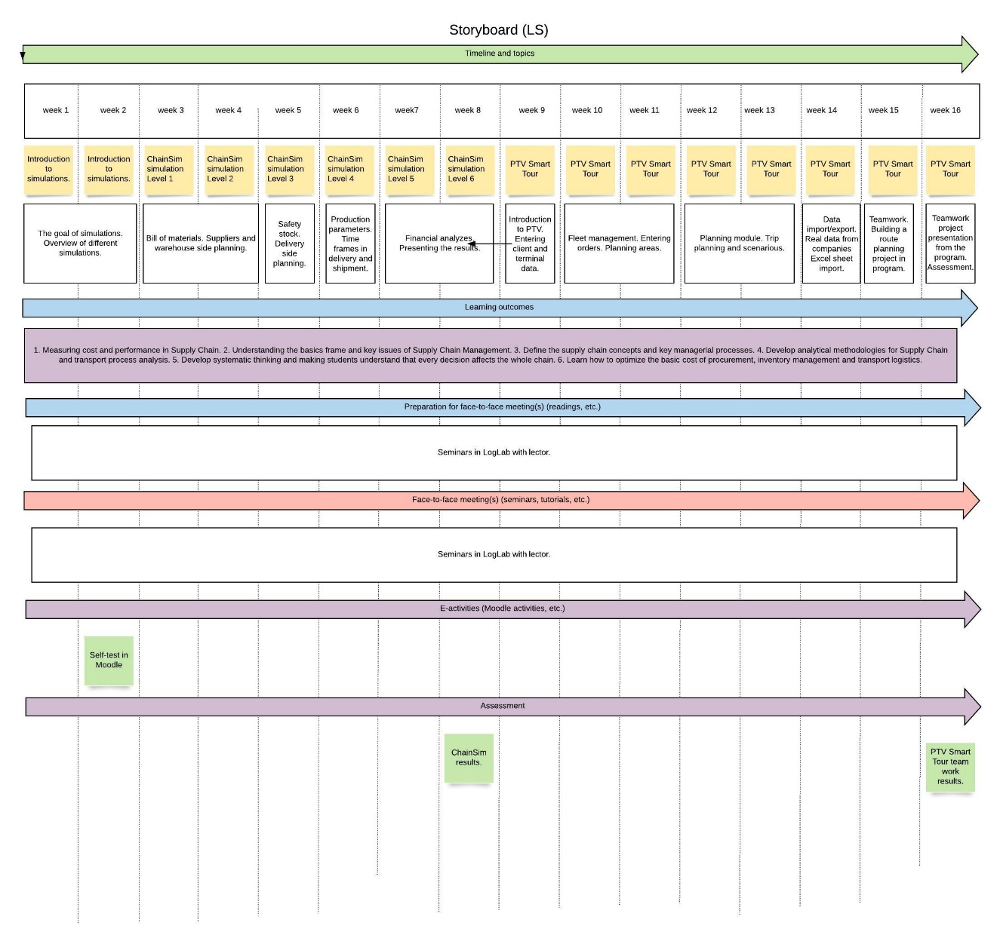 Storyboard (LS)
Timeline and topics
week 1 week 2 week 3 week 4 week 5 week 6 week7 week 8 week 9 week 10 week 11 week 12 week 13 week 14 week 15 week 16
Introduction
to
simulations.
Introduction
to
simulations.
ChainSim
simulation
Level 1
ChainSim
simulation
Level 2
ChainSim
simulation
Level 3
ChainSim
simulation
Level 4
ChainSim
simulation
Level 5
ChainSim
simulation
Level 6
PTV Smart
Tour
PTV Smart
Tour
PTV Smart
Tour
PTV Smart
Tour
PTV Smart
Tour
PTV Smart
Tour
PTV Smart
Tour
PTV Smart
Tour
The goal of simulations.
Overview of different
simulations.
Bill of materials. Suppliers and
warehouse side planning.
Safety
stock.
Delivery
side
planning.
Production
parameters.
Time
frames in
delivery and
shipment.
Financial analyzes.
Presenting the results.
Introduction
to PTV.
Entering
client and
terminal
data.
Fleet management. Entering
orders. Planning areas.
Planning module. Trip
planning and scenarious.
Data
import/export.
Real data from
companies
Excel sheet
import.
Teamwork.
Building a
route
planning
project in
program.
Teamwork
project
presentation
from the
program.
Assessment.
Learning outcomes
1. Measuring cost and performance in Supply Chain. 2. Understanding the basics frame and key issues of Supply Chain Management. 3. Define the supply chain concepts and key managerial processes. 4. Develop analytical methodologies for Supply Chain
and transport process analysis. 5. Develop systematic thinking and making students understand that every decision affects the whole chain. 6. Learn how to optimize the basic cost of procurement, inventory management and transport logistics.
Preparation for face-to-face meeting(s) (readings, etc.)
Seminars in LogLab with lector.
Face-to-face meeting(s) (seminars, tutorials, etc.)
Seminars in LogLab with lector.
E-activities (Moodle activities, etc.)
Self-test in
Moodle
Assessment
ChainSim
results.
PTV Smart
Tour team
work
results.